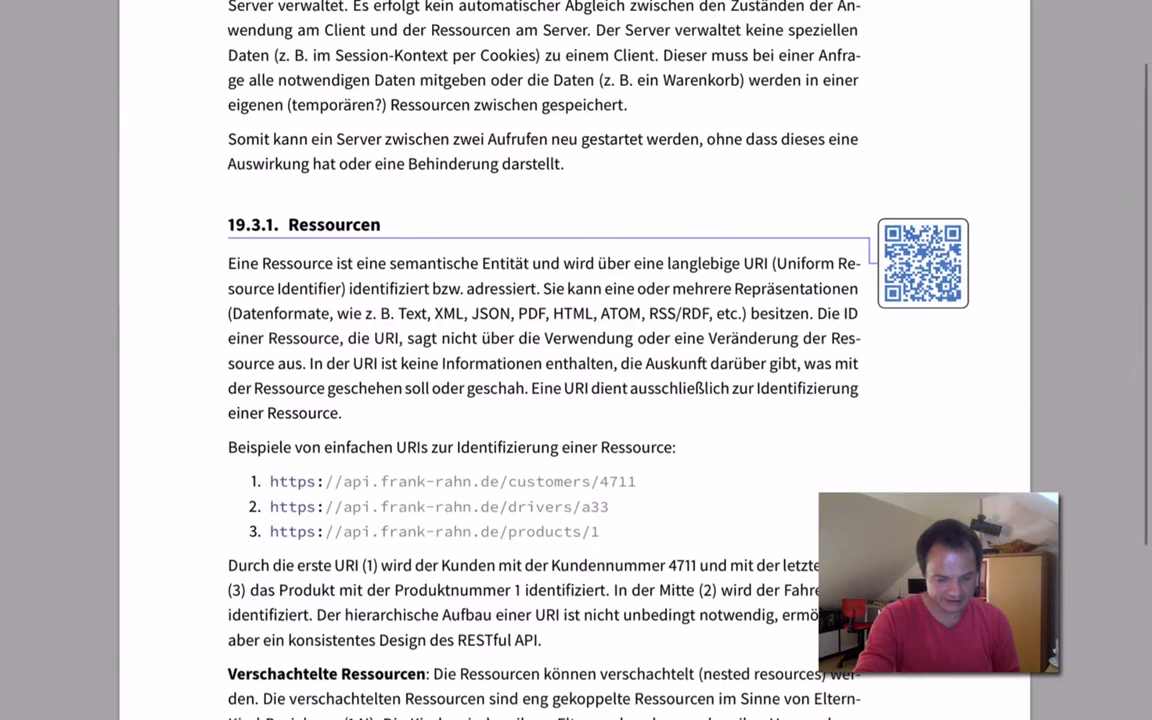 Server verwaltet. Es erfolgt kein automatischer Abgleich zwischen den Zuständen der An-
wendung am Client und der Ressourcen am Server. Der Server verwaltet keine speziellen
Daten (z. B. im Session-Kontext per Cookies) zu einem Client. Dieser muss bei einer Anfra-
ge alle notwendigen Daten mitgeben oder die Daten (z. B. ein Warenkorb) werden in einer
eigenen (temporären?) Ressourcen zwischen gespeichert.
Somit kann ein Server zwischen zwei Aufrufen neu gestartet werden, ohne dass dieses eine
Auswirkung hat oder eine Behinderung darstellt.
19.3.1. Ressourcen
Eine Ressource ist eine semantische Entität und wird über eine langlebige URI (Uniform Re-
source Identifier) identifiziert bzw. adressiert. Sie kann eine oder mehrere Repräsentationen
(Datenformate, wie z. B. Text, XML, JSON, PDF, HTML, ATOM, RSS/RDF, etc.) besitzen. Die ID
einer Ressource, die URI, sagt nicht über die Verwendung oder eine Veränderung der Res-
source aus. In der URI ist keine Informationen enthalten, die Auskunft darüber gibt, was mit
der Ressource geschehen soll oder geschah. Eine URI dient ausschließlich zur Identifizierung
einer Ressource.
Beispiele von einfachen URIs zur Identifizierung einer Ressource:
1. https://api.frank-rahn.de/customers/4711
2. https://api.frank-rahn.de/drivers/a33
3. https://api.frank-rahn.de/products/1
Durch die erste URI (1) wird der Kunden mit der Kundennummer 4711 und mit der letzte
(3) das Produkt mit der Produktnummer 1 identifiziert. In der Mitte (2) wird der Fahre
identifiziert. Der hierarchische Aufbau einer URI ist nicht unbedingt notwendig, ermö
aber ein konsistentes Design des RESTful API.
Verschachtelte Ressourcen: Die Ressourcen können verschachtelt (nested resources) wer-
den. Die verschachtelten Ressourcen sind eng gekoppelte Ressourcen im Sinne von Eltern-